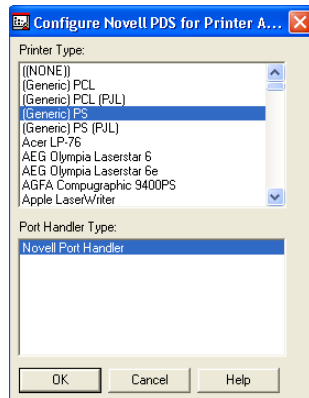 Configure Novell PDS for Printer A...
Printer Type:
((NONE))
(Generic) PCL
(Generic) PCL (PJL)
(Generic) PS
(Generic) PS (PJL)
Acer LP-76
AEG Olympia Laserstar 6
AEG Olympia Laserstar 6e
AGFA Compugraphic 9400PS
Apple LaserWriter
Port Handler Type:
Novell Port Handler
OK Cancel Help